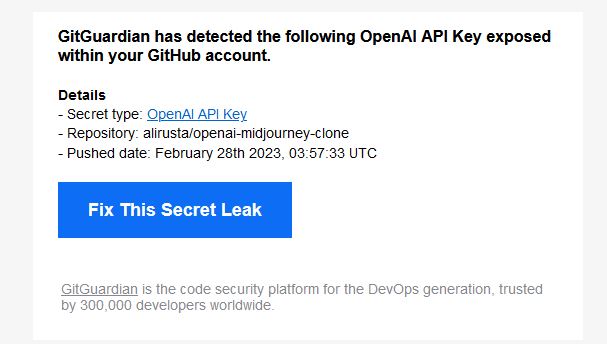 GitGuardian has detected the following OpenAI API Key exposed
within your GitHub account.
Details
- Secret type: OpenAI API Key
- Repository: alirusta/openai-midjourney-clone
- Pushed date: February 28th 2023, 03:57:33 UTC
Fix This Secret Leak
GitGuardian is the code security platform for the DevOps generation, trusted
by 300,000 developers worldwide.